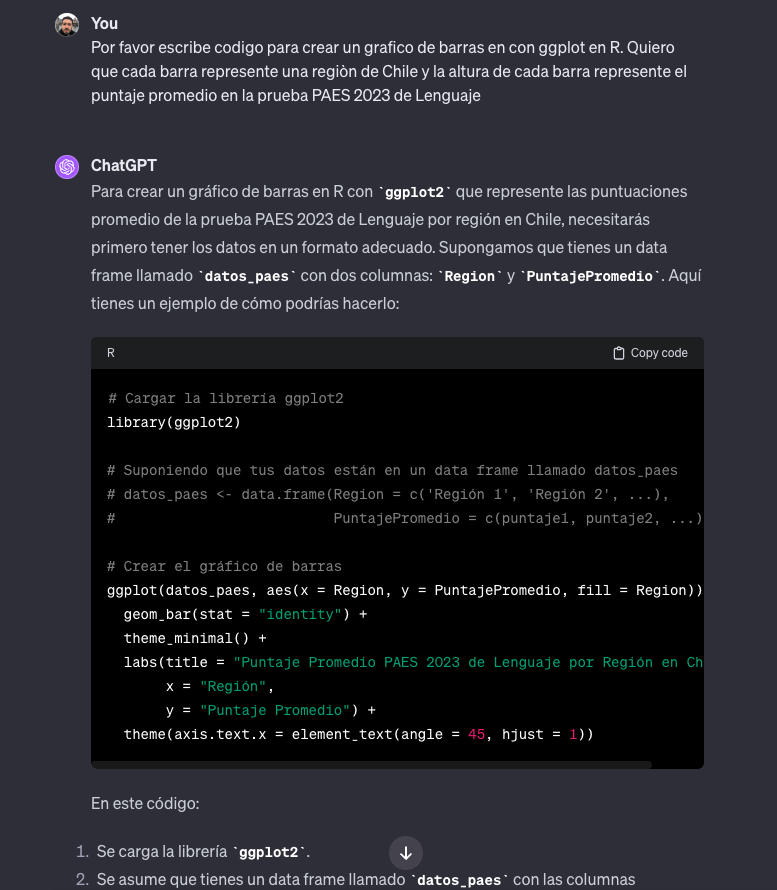 You
Por favor escribe codigo para crear un grafico de barras en con ggplot en R. Quiero
que cada barra represente una regiòn de Chile y la altura de cada barra represente el
puntaje promedio en la prueba PAES 2023 de Lenguaje
ChatGPT
Para crear un gráfico de barras en R con `ggplot2` que represente las puntuaciones
promedio de la prueba PAES 2023 de Lenguaje por región en Chile, necesitarás
primero tener los datos en un formato adecuado. Supongamos que tienes un data
frame llamado `datos_paes` con dos columnas: `Region` y `PuntajePromedio`. Aquí
tienes un ejemplo de cómo podrías hacerlo:
R Copy code
# Cargar la librería ggplot2
library(ggplot2)
# Suponiendo que tus datos están en un data frame llamado datos_paes
# datos_paes <- data.frame(Region = c('Región 1', 'Región 2', ...),
# PuntajePromedio = c(puntaje1, puntaje2, ...)
# Crear el gráfico de barras
ggplot(datos_paes, aes(x = Region, y = PuntajePromedio, fill = Region))
geom_bar(stat = "identity") +
theme_minimal() +
labs(title = "Puntaje Promedio PAES 2023 de Lenguaje por Región en Ch
x = "Región",
y = "Puntaje Promedio") +
theme(axis.text.x = element_text(angle = 45, hjust = 1))
En este código:
1. Se carga la librería `ggplot2`.
2. Se asume que tienes un data frame llamado `datos_paes` con las columnas